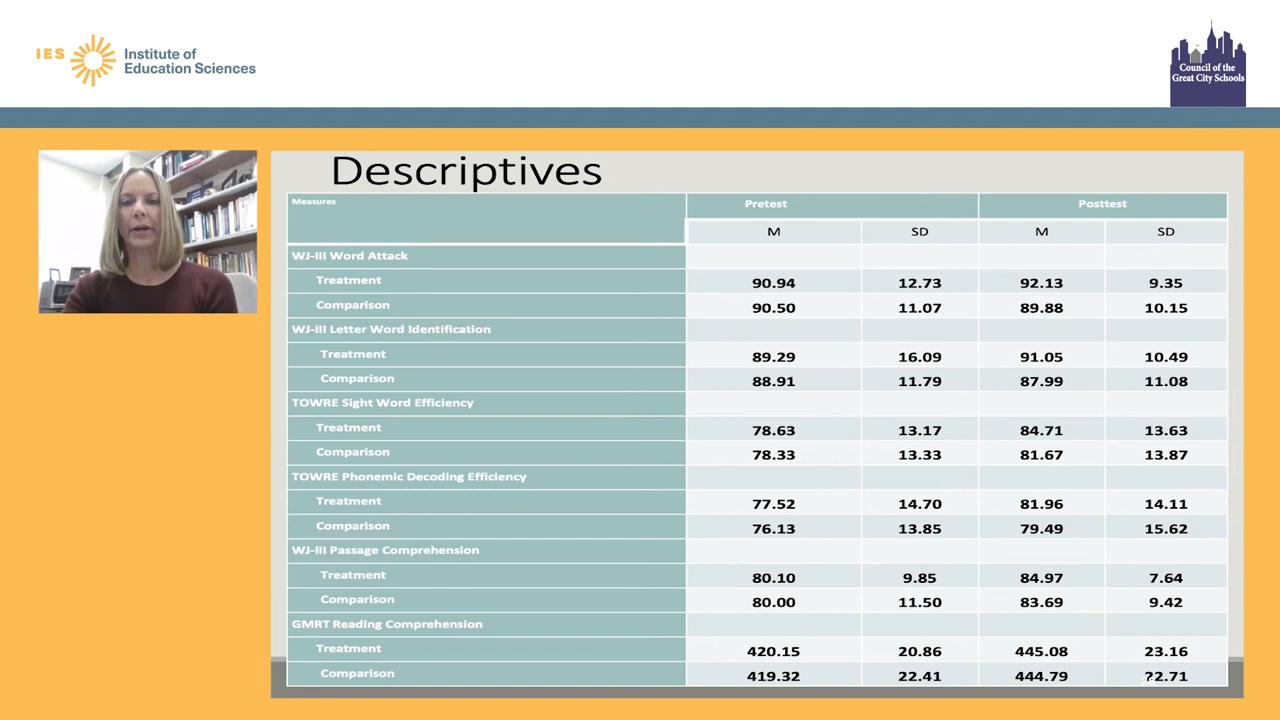 IES Institute of
Education Sciences
Council of the
Great City Schools
Descriptives
Measures Pretest Posttest
M SD M SD
WJ-III Word Attack
Treatment 90.94 12.73 92.13 9.35
Comparison 90.50 11.07 89.88 10.15
WJ-III Letter Word Identification
Treatment 89.29 16.09 91.05 10.49
Comparison 88.91 11.79 87.99 11.08
TOWRE Sight Word Efficiency
Treatment 78.63 13.17 84.71 13.63
Comparison 78.33 13.33 81.67 13.87
TOWRE Phonemic Decoding Efficiency
Treatment 77.52 14.70 81.96 14.11
Comparison 76.13 13.85 79.49 15.62
WJ-III Passage Comprehension
Treatment 80.10 9.85 84.97 7.64
Comparison 80.00 11.50 83.69 9.42
GMRT Reading Comprehension
Treatment 420.15 20.86 445.08 23.16
Comparison 419.32 22.41 444.79 22.71